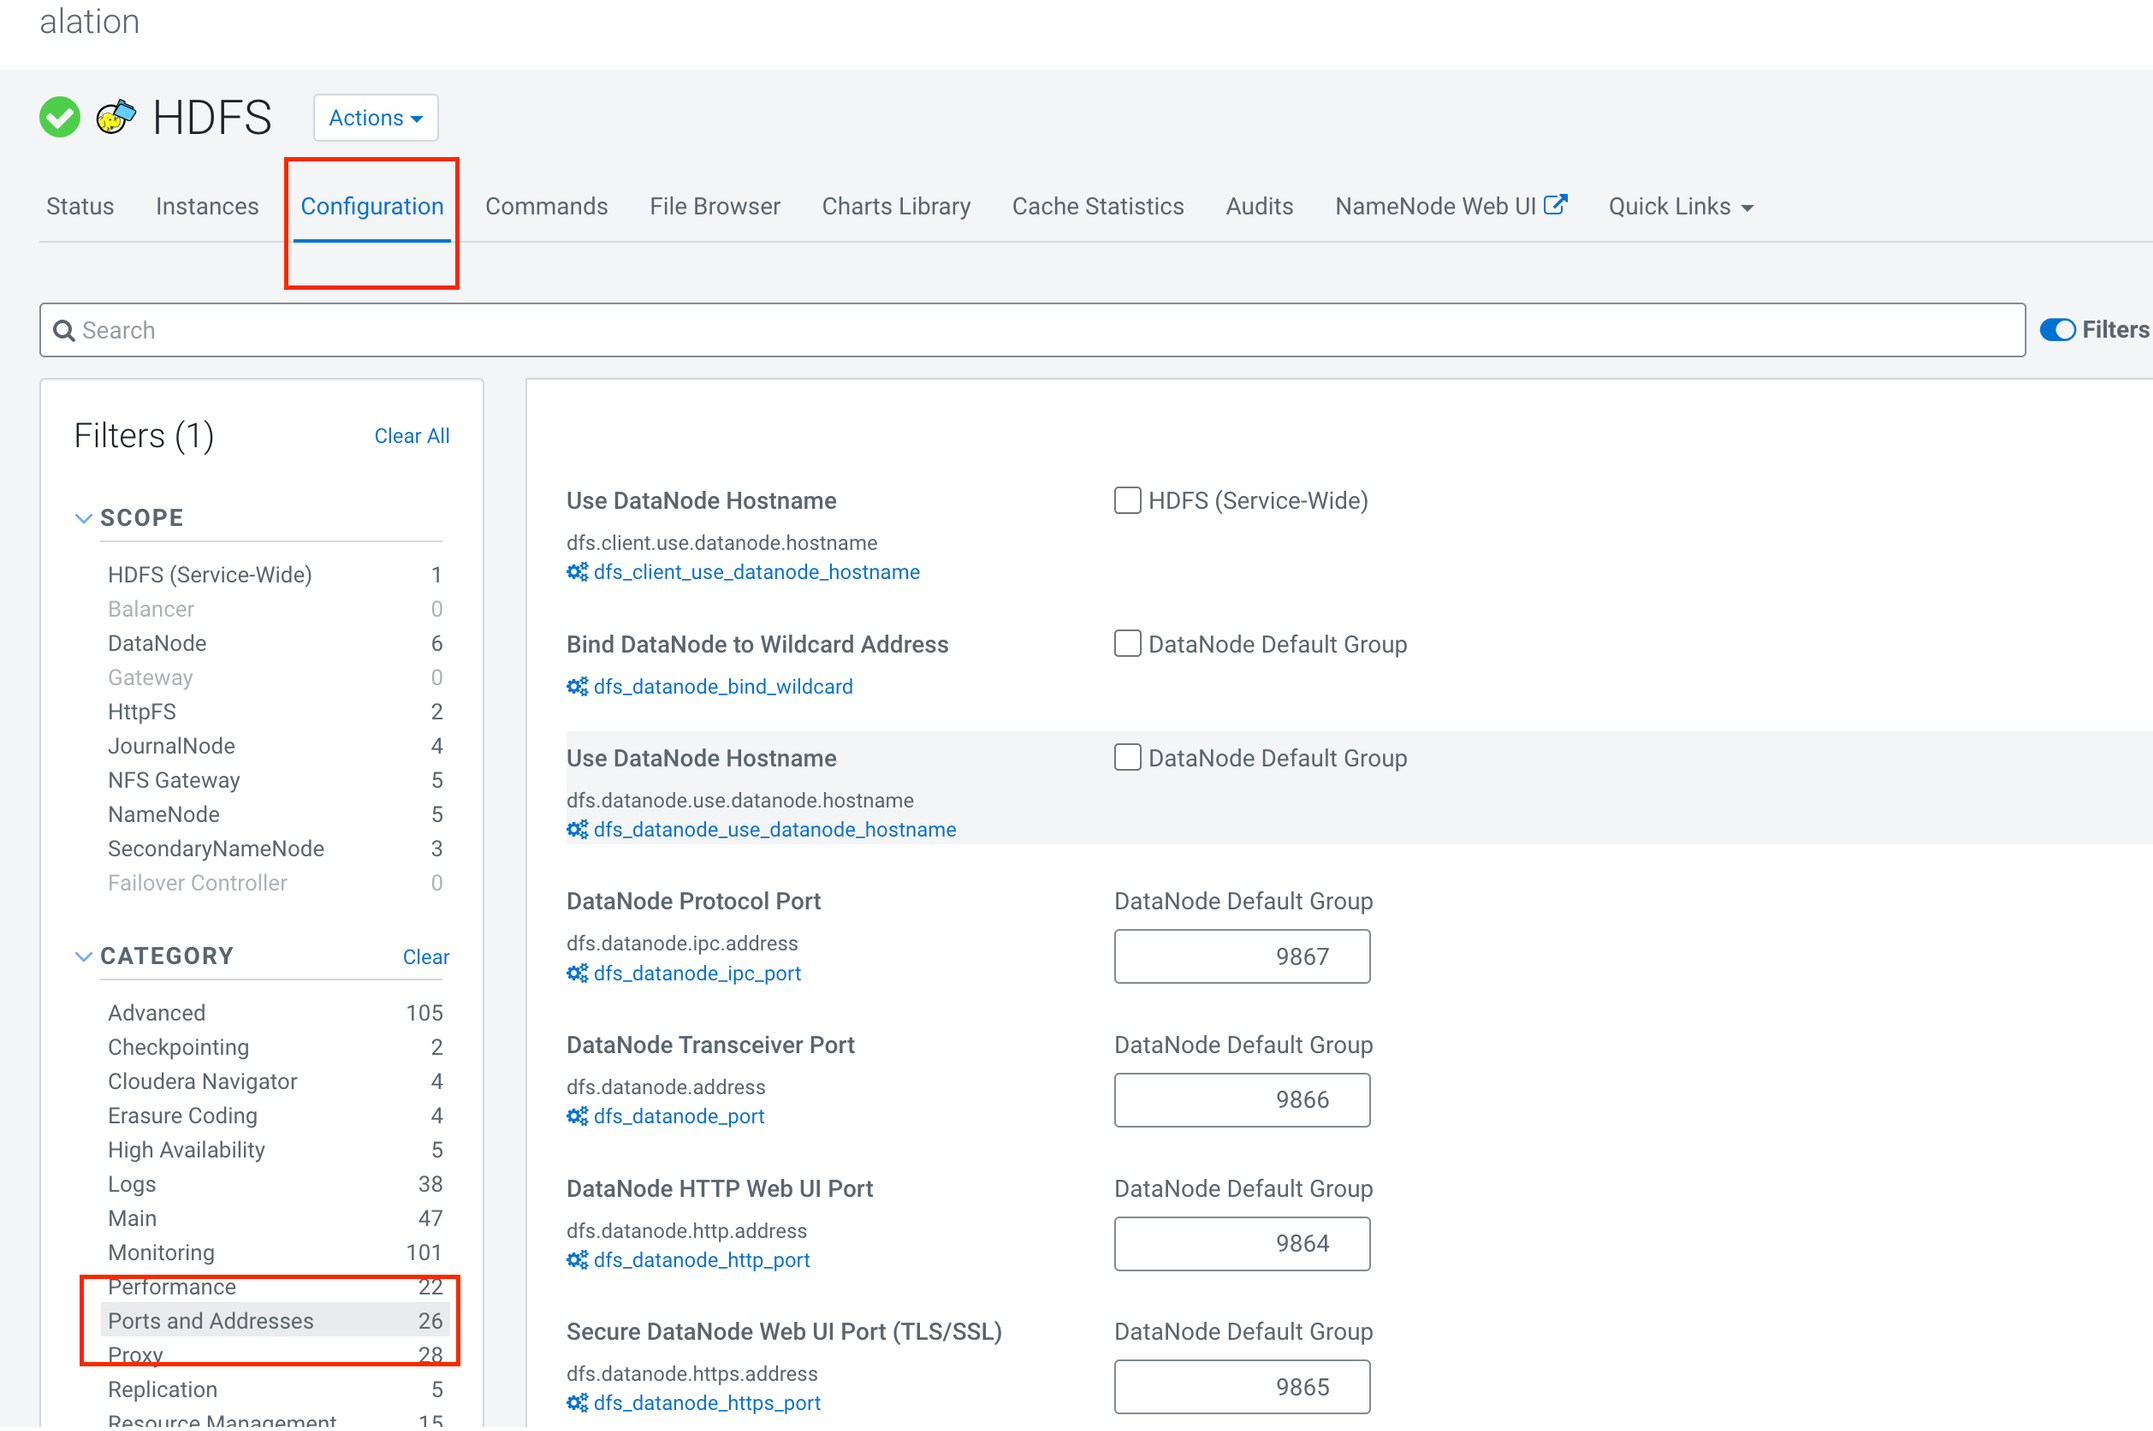 alation
HDFS
Actions
Status Instances Configuration Commands File Browser Charts Library Cache Statistics Audits NameNode Web UI Quick Links
Search
Filters
Filters (1) Clear All
SCOPE
HDFS (Service-Wide) 1
Balancer 0
DataNode 6
Gateway 0
HttpFS 2
JournalNode 4
NFS Gateway 5
NameNode 5
SecondaryNameNode 3
Failover Controller 0
CATEGORY Clear
Advanced 105
Checkpointing 2
Cloudera Navigator 4
Erasure Coding 4
High Availability 5
Logs 38
Main 47
Monitoring 101
Performance 22
Ports and Addresses 26
Proxy 28
Replication 5
Resource Management 15
Use DataNode Hostname HDFS (Service-Wide)
dfs.client.use.datanode.hostname
dfs_client_use_datanode_hostname
Bind DataNode to Wildcard Address DataNode Default Group
dfs_datanode_bind_wildcard
Use DataNode Hostname DataNode Default Group
dfs.datanode.use.datanode.hostname
dfs_datanode_use_datanode_hostname
DataNode Protocol Port DataNode Default Group
dfs.datanode.ipc.address 9867
dfs_datanode_ipc_port
DataNode Transceiver Port DataNode Default Group
dfs.datanode.address 9866
dfs_datanode_port
DataNode HTTP Web UI Port DataNode Default Group
dfs.datanode.http.address 9864
dfs_datanode_http_port
Secure DataNode Web UI Port (TLS/SSL) DataNode Default Group
dfs.datanode.https.address 9865
dfs_datanode_https_port